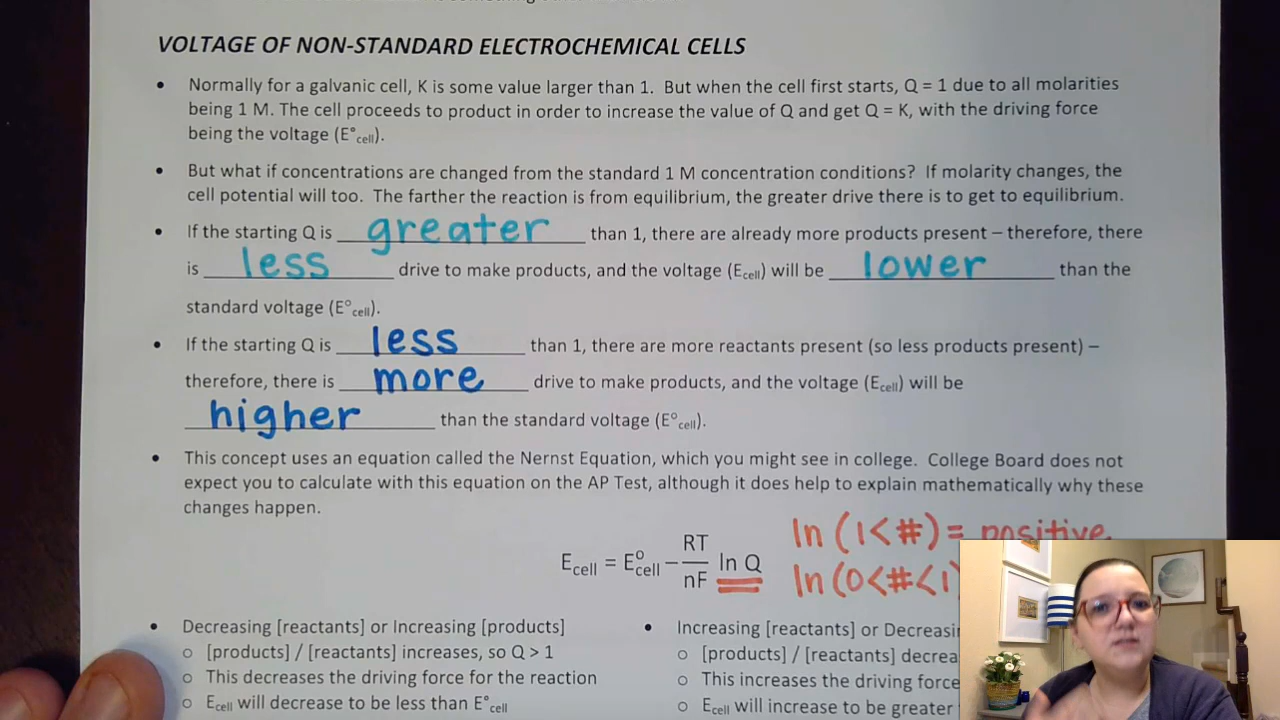 VOLTAGE OF NON-STANDARD ELECTROCHEMICAL CELLS
• Normally for a galvanic cell, K is some value larger than 1. But when the cell first starts, Q = 1 due to all molarities
being 1 M. The cell proceeds to product in order to increase the value of Q and get Q = K, with the driving force
being the voltage (E°cell).
• But what if concentrations are changed from the standard 1 M concentration conditions? If molarity changes, the
cell potential will too. The farther the reaction is from equilibrium, the greater drive there is to get to equilibrium.
• If the starting Q is greater than 1, there are already more products present – therefore, there
is less drive to make products, and the voltage (Ecell) will be lower than the
standard voltage (E°cell).
• If the starting Q is less than 1, there are more reactants present (so less products present) –
therefore, there is more drive to make products, and the voltage (Ecell) will be
higher than the standard voltage (E°cell).
• This concept uses an equation called the Nernst Equation, which you might see in college. College Board does not
expect you to calculate with this equation on the AP Test, although it does help to explain mathematically why these
changes happen.
Ecell = E°cell − RT/nF ln Q
ln (1<#) = positive
ln (0<#<1)
• Decreasing [reactants] or Increasing [products]
o [products] / [reactants] increases, so Q > 1
o This decreases the driving force for the reaction
o Ecell will decrease to be less than E°cell
• Increasing [reactants] or Decreasi
o [products] / [reactants] decrea
o This increases the driving force
o Ecell will increase to be greater